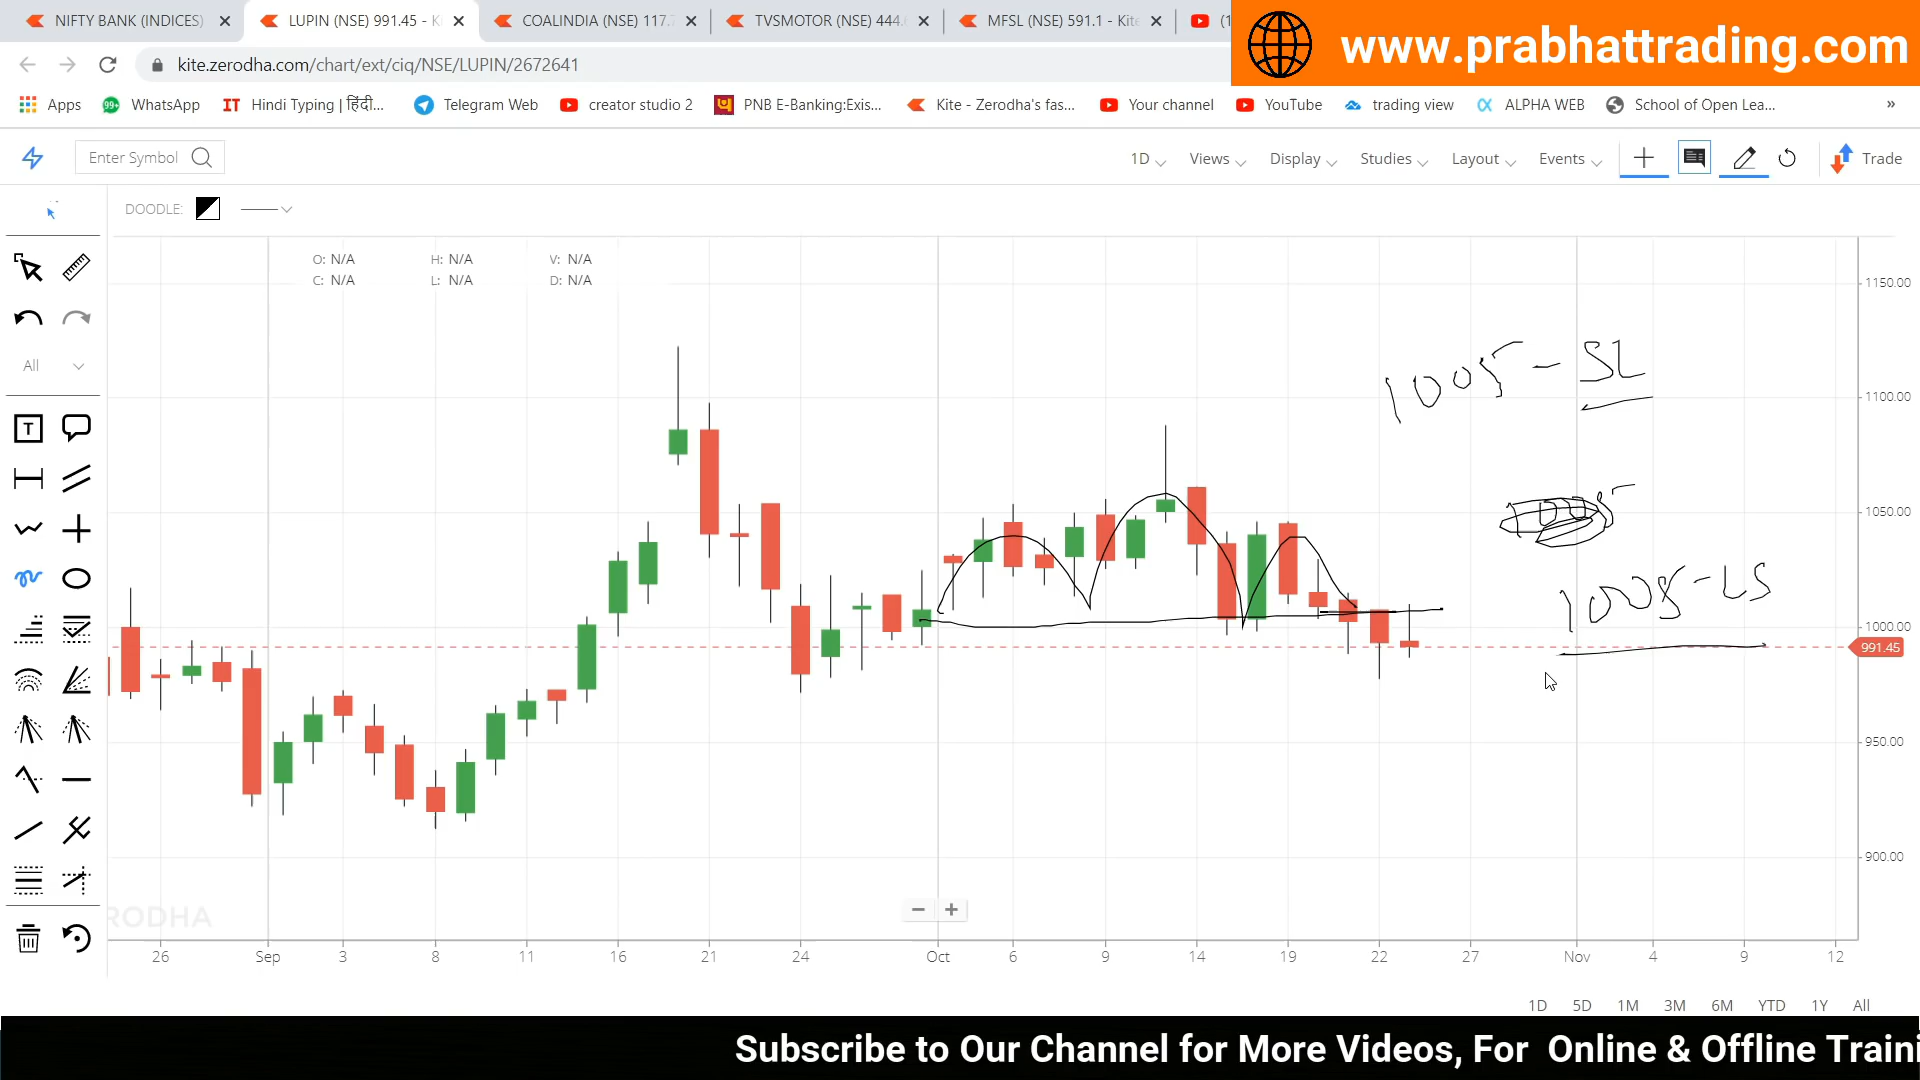 NIFTY BANK (INDICES)
LUPIN (NSE) 991.45 - K
COALINDIA (NSE) 117.
TVSMOTOR (NSE) 444.
MFSL (NSE) 591.1 - Kite
(1
www.prabhattrading.com
kite.zerodha.com/chart/ext/ciq/NSE/LUPIN/2672641
Apps
99+
WhatsApp
IT
Hindi Typing | हिंदी...
Telegram Web
creator studio 2
PNB E-Banking:Exis...
Kite - Zerodha's fas...
Your channel
YouTube
trading view
ALPHA WEB
School of Open Lea...
»
Enter Symbol
1D
Views
Display
Studies
Layout
Events
Trade
DOODLE:
O: N/A
H: N/A
V: N/A
C: N/A
L: N/A
D: N/A
All
T
1150.00
1100.00
1050.00
1000.00
991.45
950.00
900.00
1005 - SL
1005
1008 - LS
RODHA
26
Sep
3
8
11
16
21
24
Oct
6
9
14
19
22
27
Nov
4
9
12
1D
5D
1M
3M
6M
YTD
1Y
All
Subscribe to Our Channel for More Videos, For Online & Offline Traini